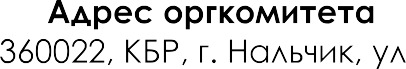 Адрес оргкомитета
360022, КБР, г. Нальчик, ул